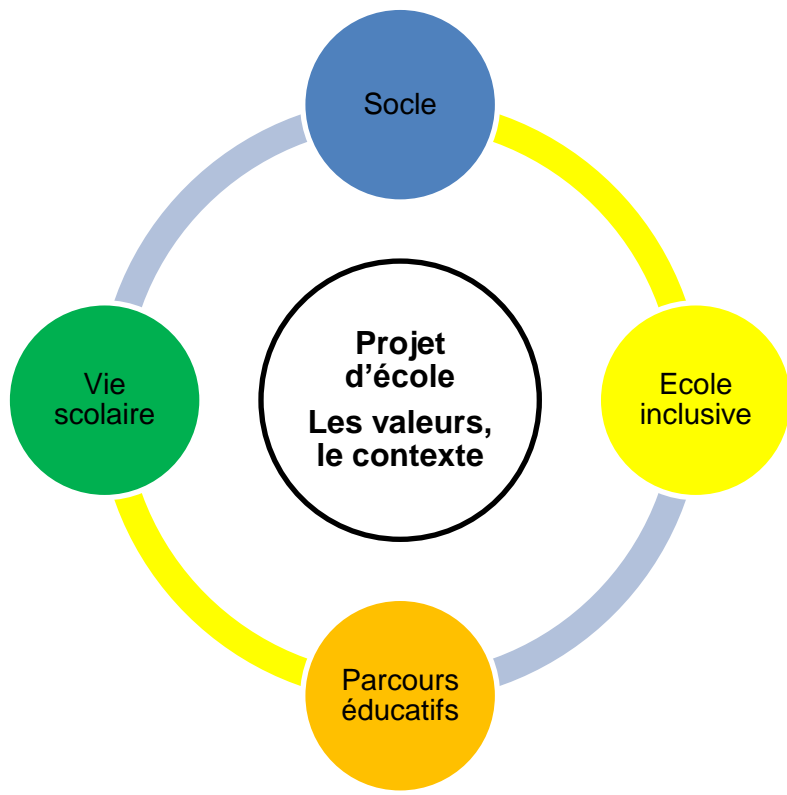 Socle
Projet
d’école
Les valeurs,
le contexte
Vie
scolaire
Ecole
inclusive
Parcours
éducatifs